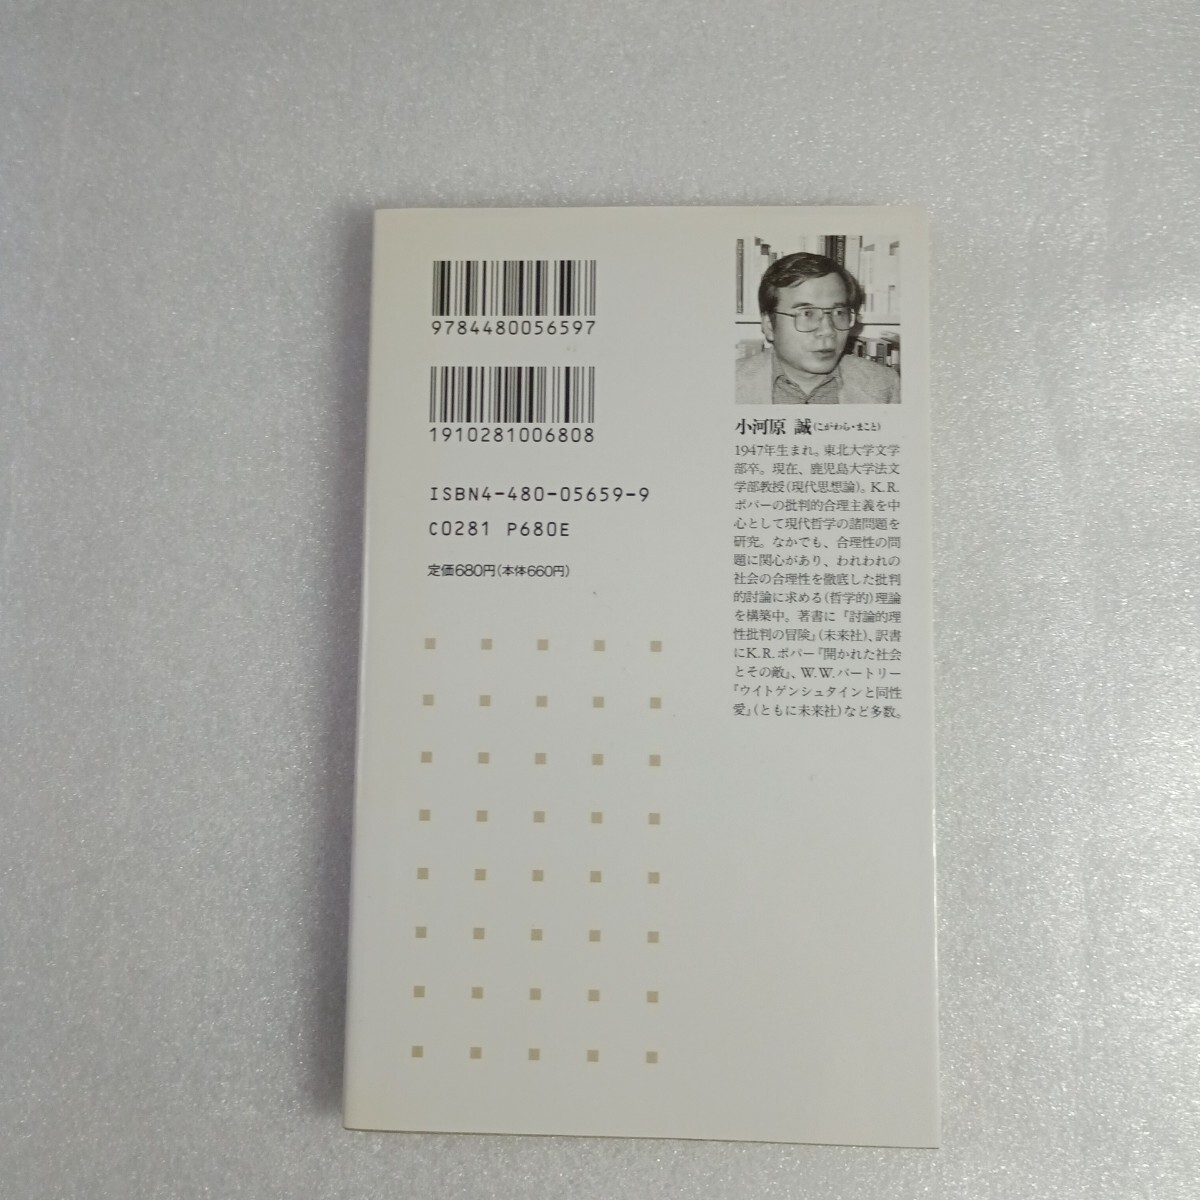 9784480056597
1910281006808
ISBN4-480-05659-9
C0281 P680E
定価680円(本体660円)
小河原 誠(こがわら・まこと)
1947年生まれ。東北大学文学
部卒。現在、鹿児島大学法文
学部教授(現代思想論)。K.R.
ポパーの批判的合理主義を中
心として現代哲学の諸問題を
研究。なかでも、合理性の問
題に関心があり、われわれの
社会の合理性を徹底した批判
的討論に求める(哲学的)理論
を構築中。著書に『討論的理
性批判の冒険』(未来社)、訳書
にK.R.ポパー『開かれた社会
とその敵』、W.W.バートリー
『ウイトゲンシュタインと同性
愛』(ともに未来社)など多数。